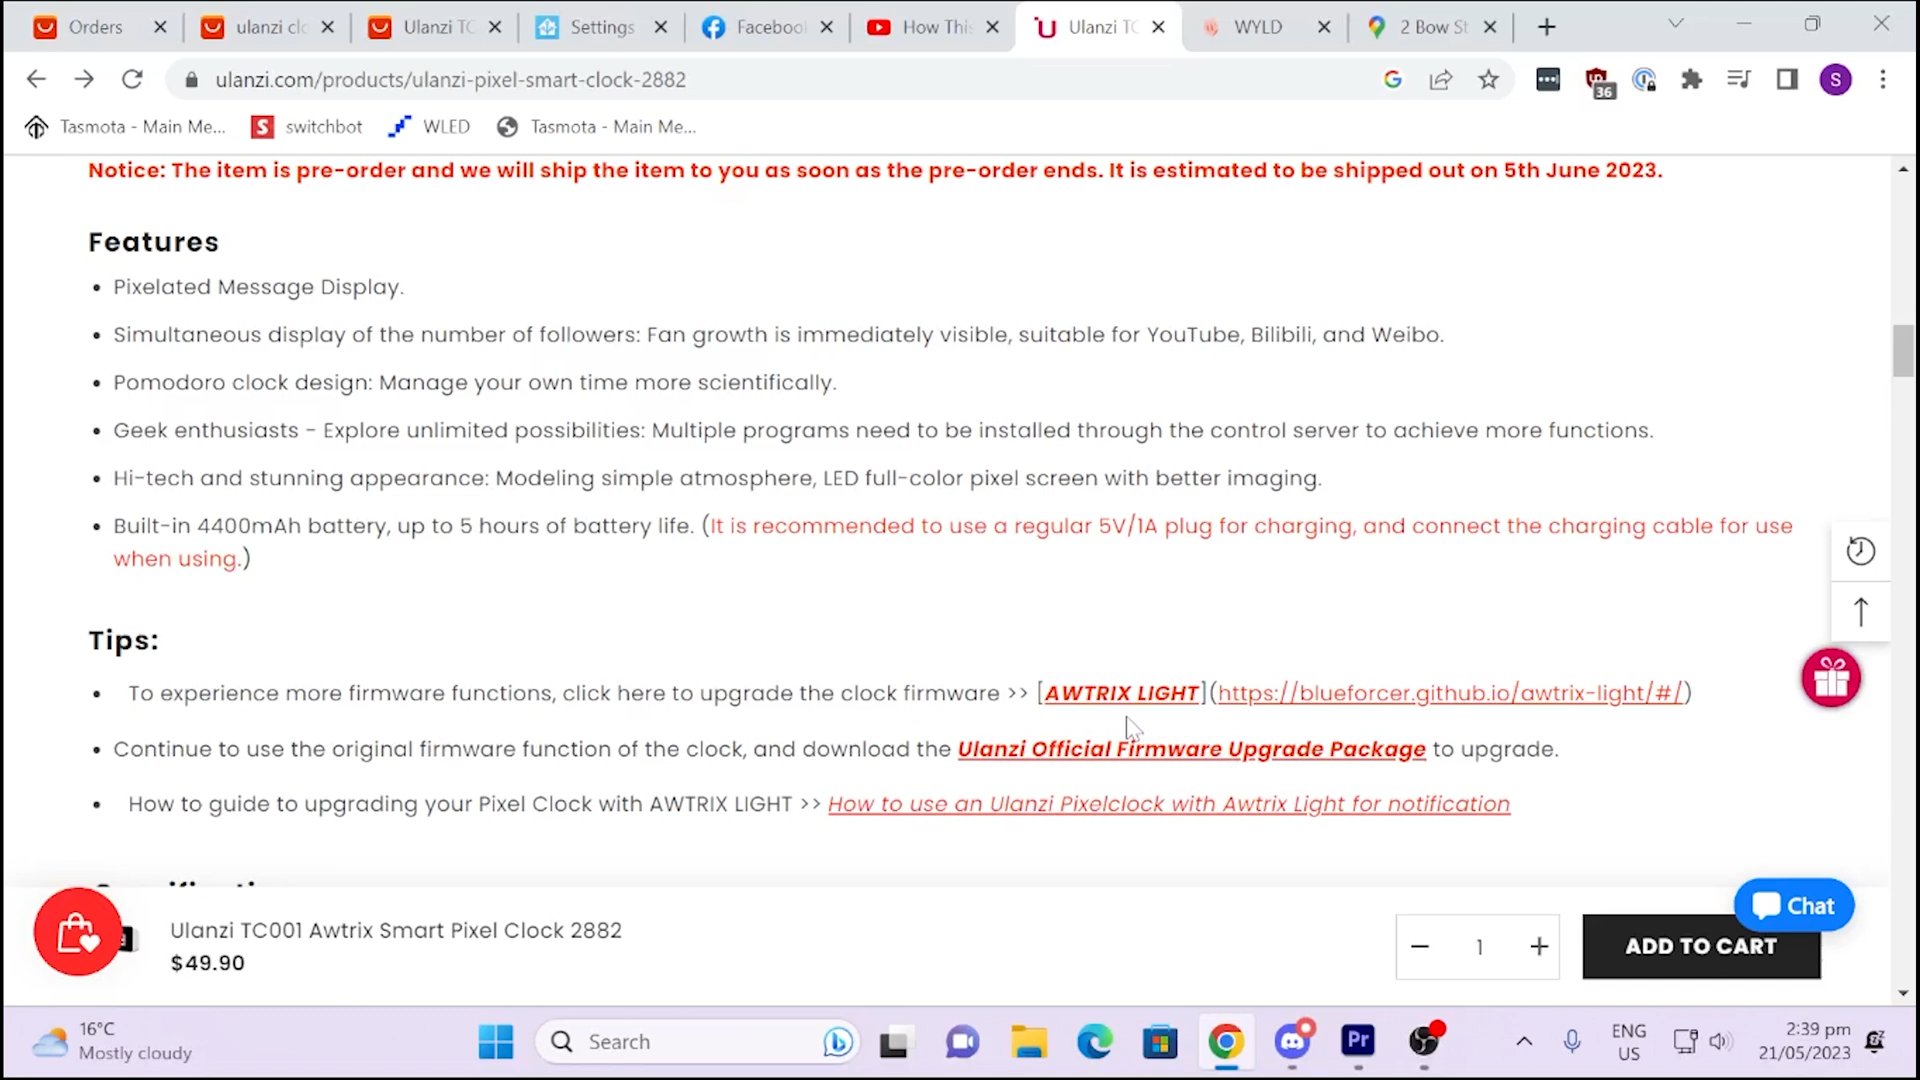 Orders
ulanzi clo
Ulanzi TC
Settings
Facebool
How This
Ulanzi TC
WYLD
2 Bow St
ulanzi.com/products/ulanzi-pixel-smart-clock-2882
36
S
Tasmota - Main Me...
switchbot
WLED
Tasmota - Main Me...
Notice: The item is pre-order and we will ship the item to you as soon as the pre-order ends. It is estimated to be shipped out on 5th June 2023.
Features
• Pixelated Message Display.
• Simultaneous display of the number of followers: Fan growth is immediately visible, suitable for YouTube, Bilibili, and Weibo.
• Pomodoro clock design: Manage your own time more scientifically.
• Geek enthusiasts - Explore unlimited possibilities: Multiple programs need to be installed through the control server to achieve more functions.
• Hi-tech and stunning appearance: Modeling simple atmosphere, LED full-color pixel screen with better imaging.
• Built-in 4400mAh battery, up to 5 hours of battery life. (It is recommended to use a regular 5V/1A plug for charging, and connect the charging cable for use
when using.)
Tips:
• To experience more firmware functions, click here to upgrade the clock firmware >> [AWTRIX LIGHT](https://blueforcer.github.io/awtrix-light/#/)
• Continue to use the original firmware function of the clock, and download the Ulanzi Official Firmware Upgrade Package to upgrade.
• How to guide to upgrading your Pixel Clock with AWTRIX LIGHT >> How to use an Ulanzi Pixelclock with Awtrix Light for notification
Chat
Ulanzi TC001 Awtrix Smart Pixel Clock 2882
$49.90
− 1 +
ADD TO CART
16°C
Mostly cloudy
Search
Pr
ENG
US
2:39 pm
21/05/2023